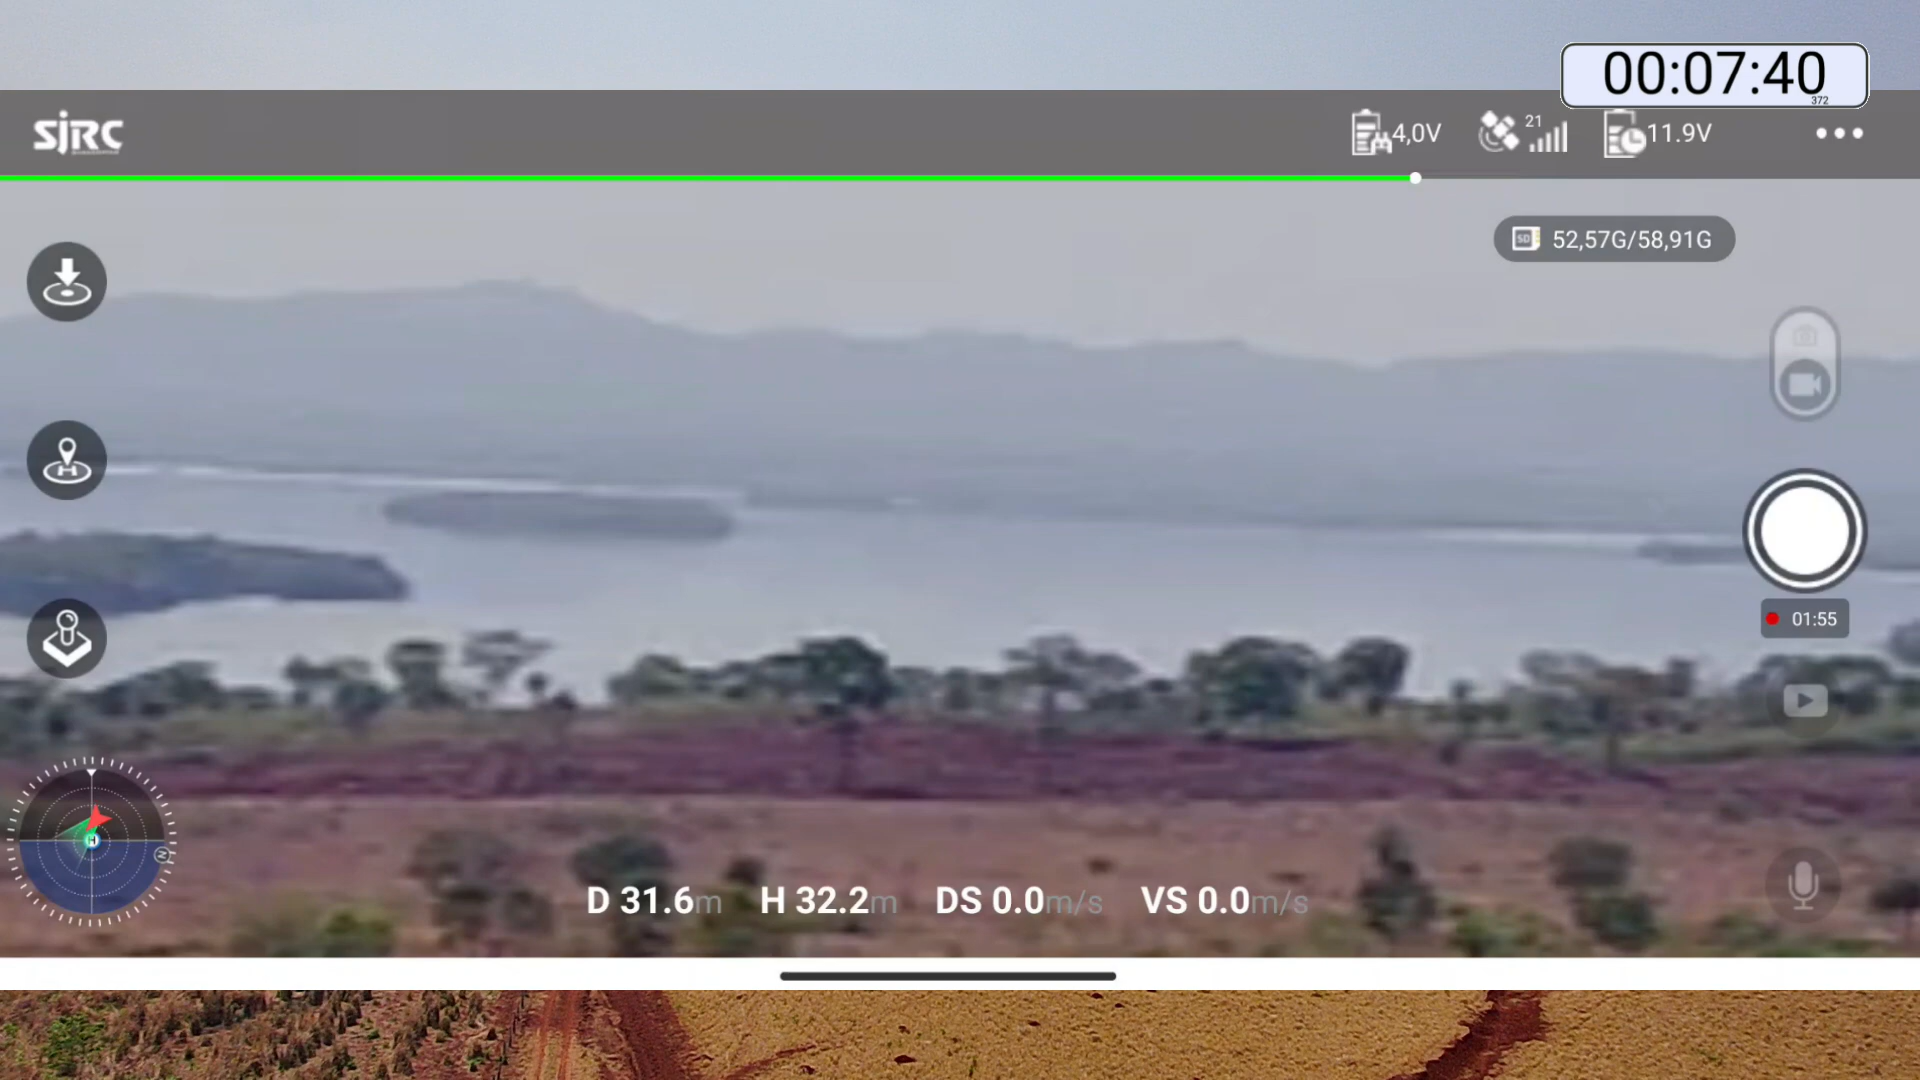 00:07:40
372
SJRC
4,0V
21
11.9V
SD 52,57G/58,91G
01:55
H
N
D 31.6m H 32.2m DS 0.0m/s VS 0.0m/s